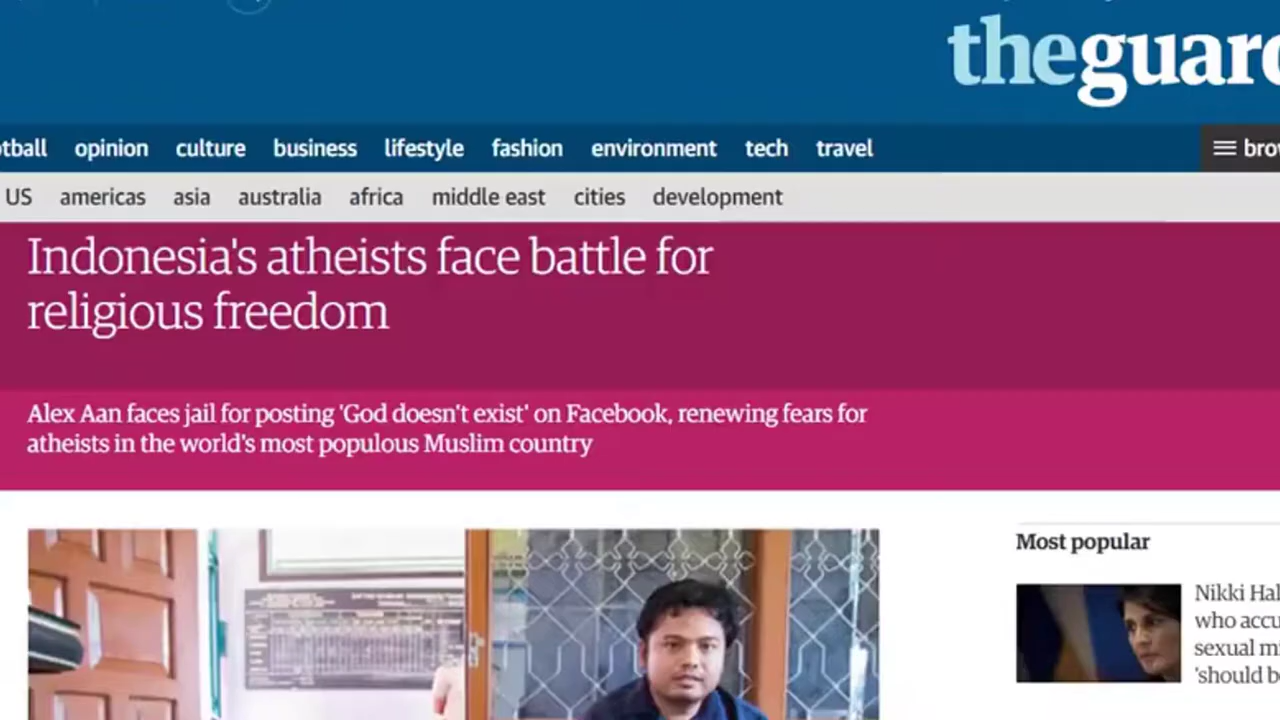 theguard
otball opinion culture business lifestyle fashion environment tech travel
brow
US americas asia australia africa middle east cities development
Indonesia's atheists face battle for
religious freedom
Alex Aan faces jail for posting 'God doesn't exist' on Facebook, renewing fears for
atheists in the world's most populous Muslim country
Most popular
Nikki Hal
who accu
sexual m
'should b